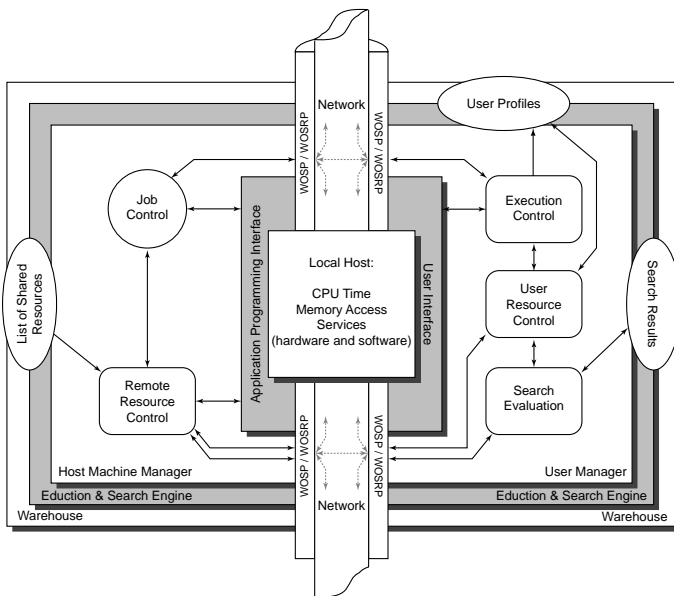 Network
User Profiles
WOSP / WOSRP
WOSP / WOSRP
Job
Control
Execution
Control
Application Programming Interface
User Interface
Local Host:
CPU Time
Memory Access
Services
(hardware and software)
List of Shared
Resources
User
Resource
Control
Search Results
Remote
Resource
Control
Search
Evaluation
WOSP / WOSRP
WOSP / WOSRP
Host Machine Manager
User Manager
Eduction & Search Engine
Eduction & Search Engine
Network
Warehouse
Warehouse